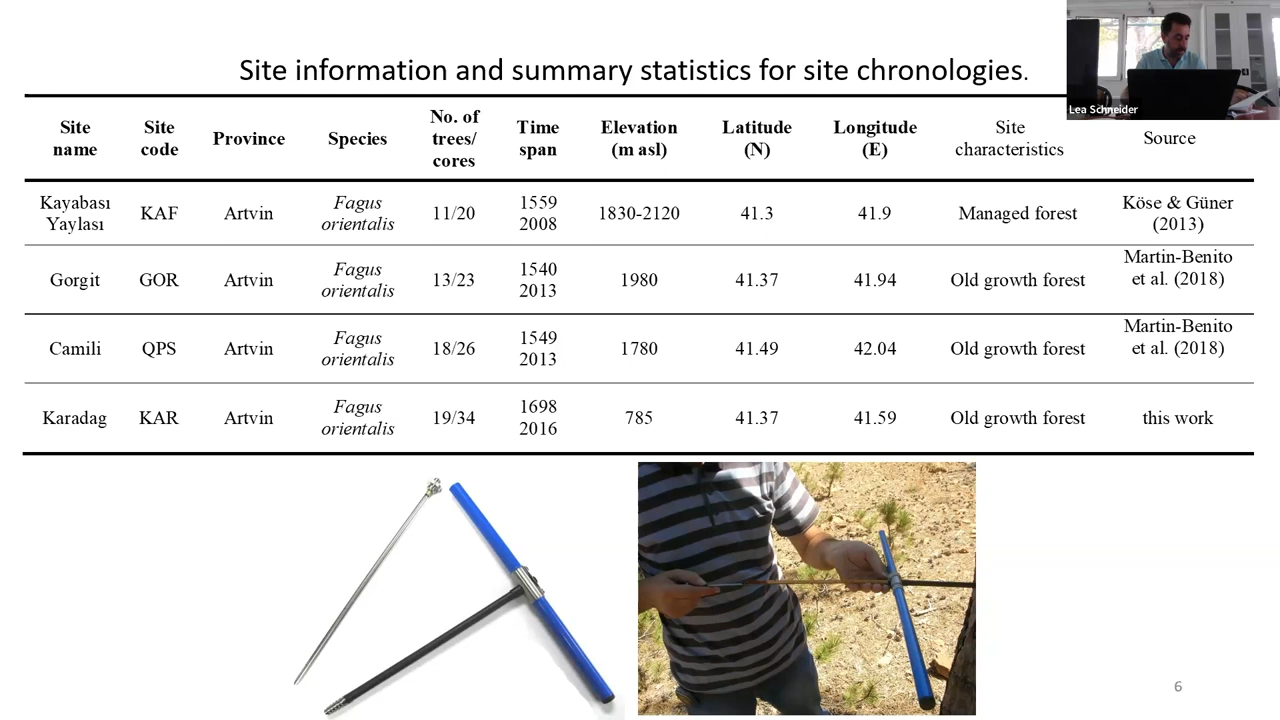 Site information and summary statistics for site chronologies.
Lea Schneider
Site name
Site code
Province
Species
No. of trees/ cores
Time span
Elevation (m asl)
Latitude (N)
Longitude (E)
Site characteristics
Source
Kayabası Yaylası
KAF
Artvin
Fagus orientalis
11/20
1559 2008
1830-2120
41.3
41.9
Managed forest
Köse & Güner (2013)
Gorgit
GOR
Artvin
Fagus orientalis
13/23
1540 2013
1980
41.37
41.94
Old growth forest
Martin-Benito et al. (2018)
Camili
QPS
Artvin
Fagus orientalis
18/26
1549 2013
1780
41.49
42.04
Old growth forest
Martin-Benito et al. (2018)
Karadag
KAR
Artvin
Fagus orientalis
19/34
1698 2016
785
41.37
41.59
Old growth forest
this work
6